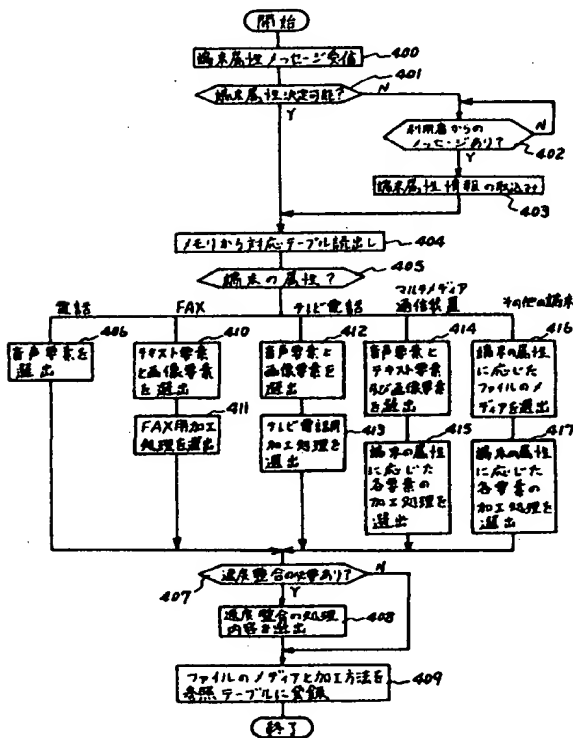 開始
端末属性メッセージ受信
400
端末属性決定可能?
401
N
Y
利用者からの
メッセージあり?
N
402
Y
端末属性情報の取込み
403
メモリから対応テーブル読出し
404
端末の属性?
405
電話
FAX
テレビ電話
マルチメディア
通信装置
その他の端末
406
音声要素を
選出
410
テキスト要素
と画像要素
を選出
411
FAX用加工
処理を選出
412
音声要素と
画像要素を
選出
テレビ電話用
加工処理を
選出
413
414
音声要素と
テキスト要素
及び画像要素
を選出
415
端末の属性
に応じた
各要素の
加工処理を
選出
416
端末の属性
に応じた
ファイルのメ
ディアを選出
417
端末の属性
に応じた
各要素の
加工処理を
選出
速度整合の必要あり?
407
N
Y
速度整合の処理
内容を選出
408
ファイルのメディアと加工方法を
参照テーブルに登録
409
終了